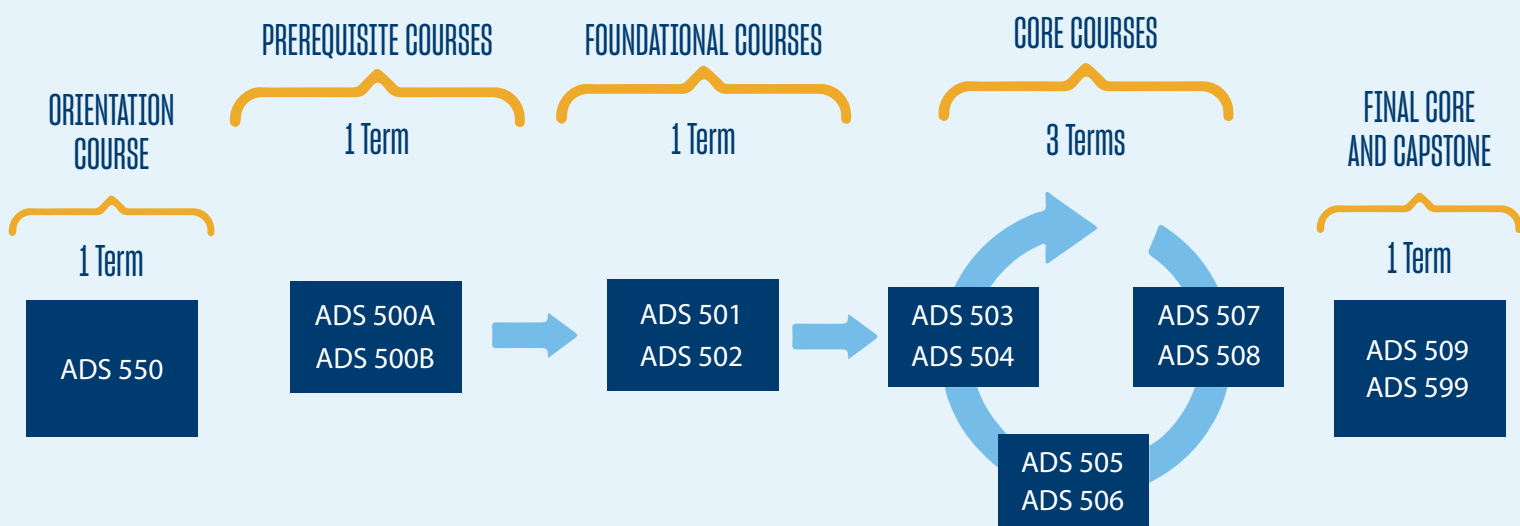 ORIENTATION
COURSE
1 Term
ADS 550
PREREQUISITE COURSES
1 Term
ADS 500A
ADS 500B
FOUNDATIONAL COURSES
1 Term
ADS 501
ADS 502
CORE COURSES
3 Terms
ADS 503
ADS 504
ADS 507
ADS 508
ADS 505
ADS 506
FINAL CORE
AND CAPSTONE
1 Term
ADS 509
ADS 599